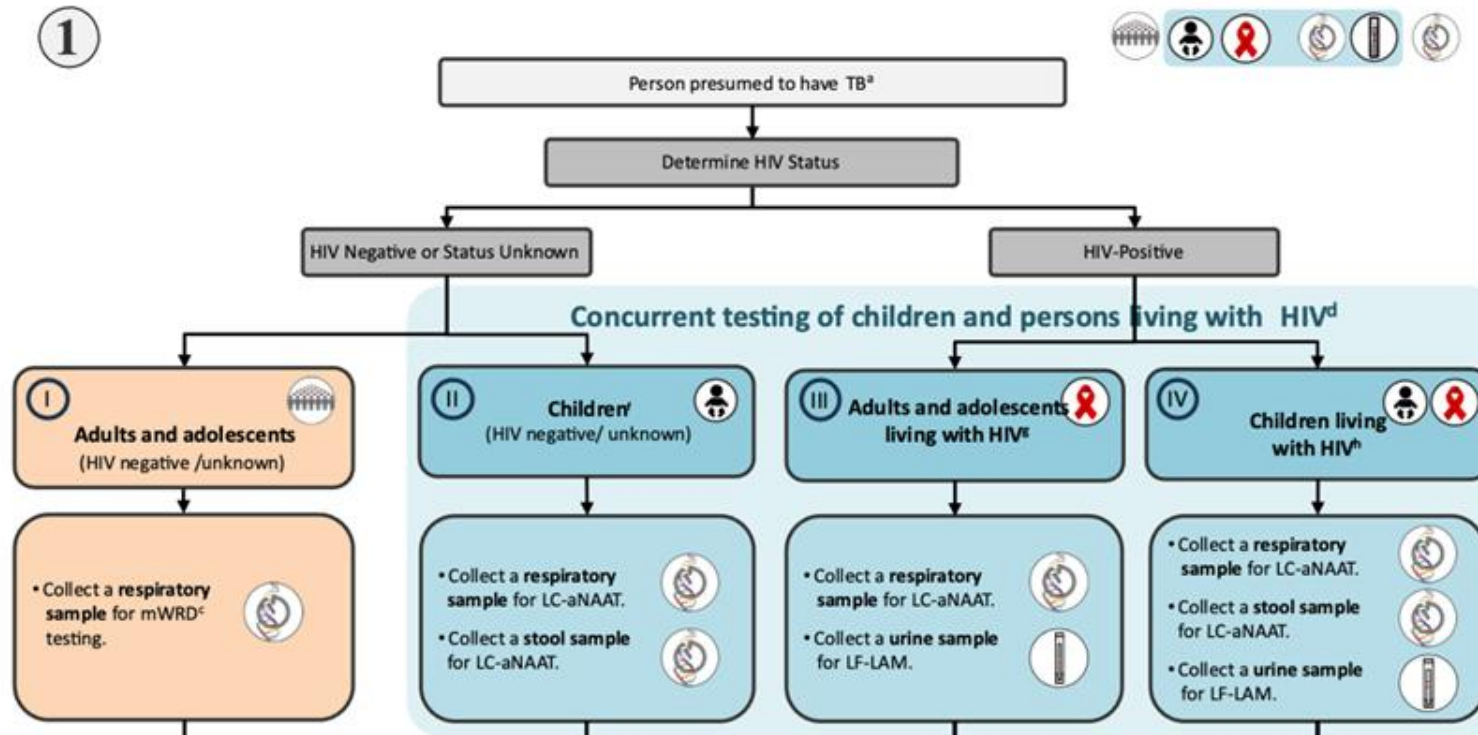 1
Person presumed to have TBᵃ
Determine HIV Status
HIV Negative or Status Unknown
HIV-Positive
Concurrent testing of children and persons living with HIVᵈ
I
Adults and adolescents
(HIV negative /unknown)
II
Childrenᶠ
(HIV negative/ unknown)
III
Adults and adolescents
living with HIVᵍ
IV
Children living
with HIVʰ
• Collect a respiratory
sample for mWRDᶜ
testing.
• Collect a respiratory
sample for LC-aNAAT.
• Collect a stool sample
for LC-aNAAT.
• Collect a respiratory
sample for LC-aNAAT.
• Collect a urine sample
for LF-LAM.
• Collect a respiratory
sample for LC-aNAAT.
• Collect a stool sample
for LC-aNAAT.
• Collect a urine sample
for LF-LAM.